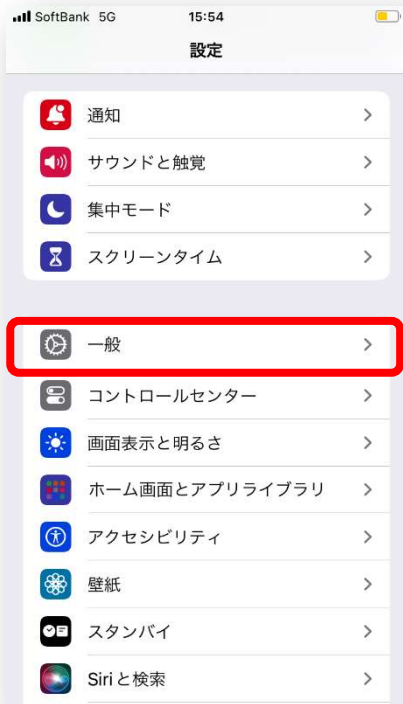 SoftBank 5G 15:54
設定
通知
サウンドと触覚
集中モード
スクリーンタイム
一般
コントロールセンター
画面表示と明るさ
ホーム画面とアプリライブラリ
アクセシビリティ
壁紙
スタンバイ
Siriと検索